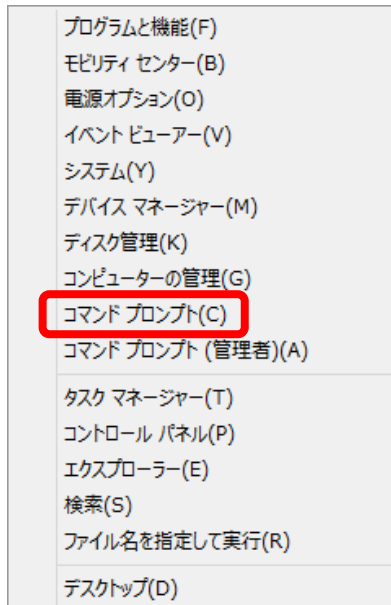 プログラムと機能(F)
モビリティ センター(B)
電源オプション(O)
イベント ビューアー(V)
システム(Y)
デバイス マネージャー(M)
ディスク管理(K)
コンピューターの管理(G)
コマンド プロンプト(C)
コマンド プロンプト (管理者)(A)
タスク マネージャー(T)
コントロール パネル(P)
エクスプローラー(E)
検索(S)
ファイル名を指定して実行(R)
デスクトップ(D)